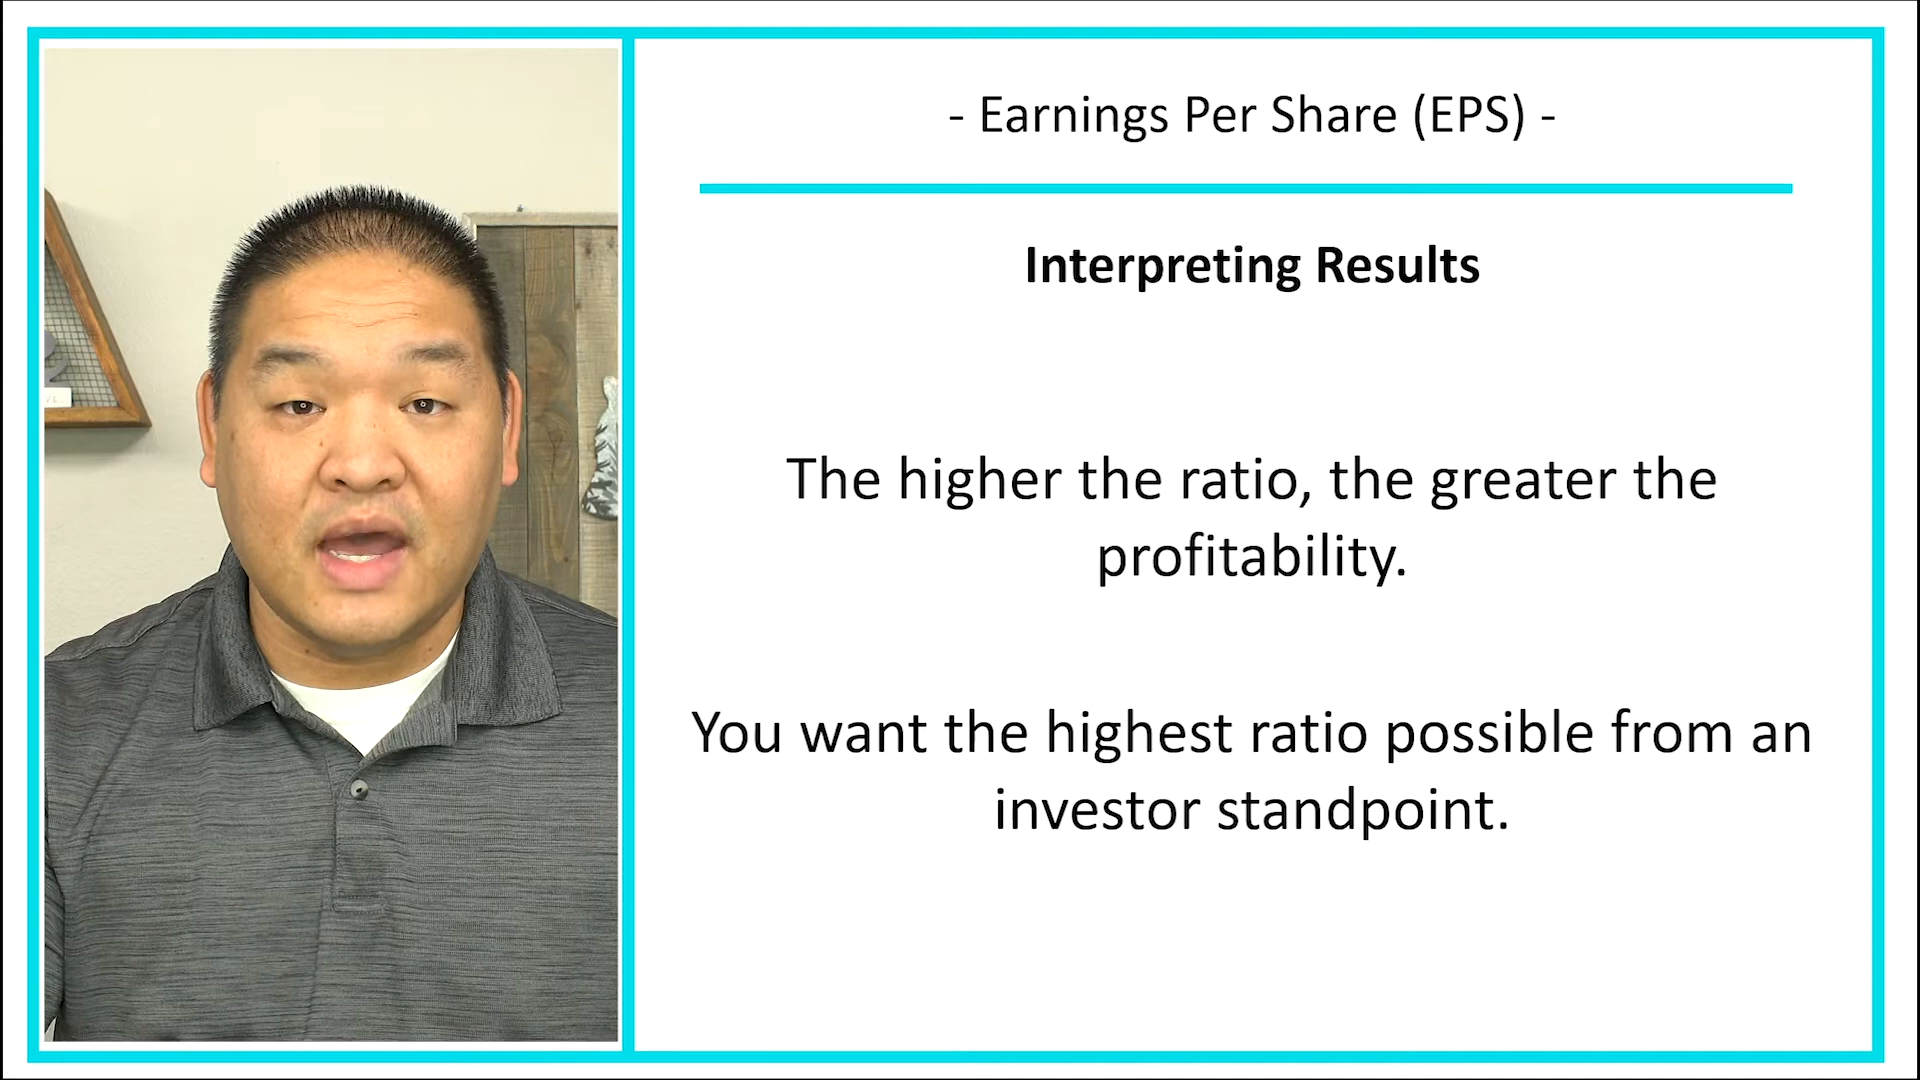 - Earnings Per Share (EPS) -
Interpreting Results
The higher the ratio, the greater the
profitability.
You want the highest ratio possible from an
investor standpoint.